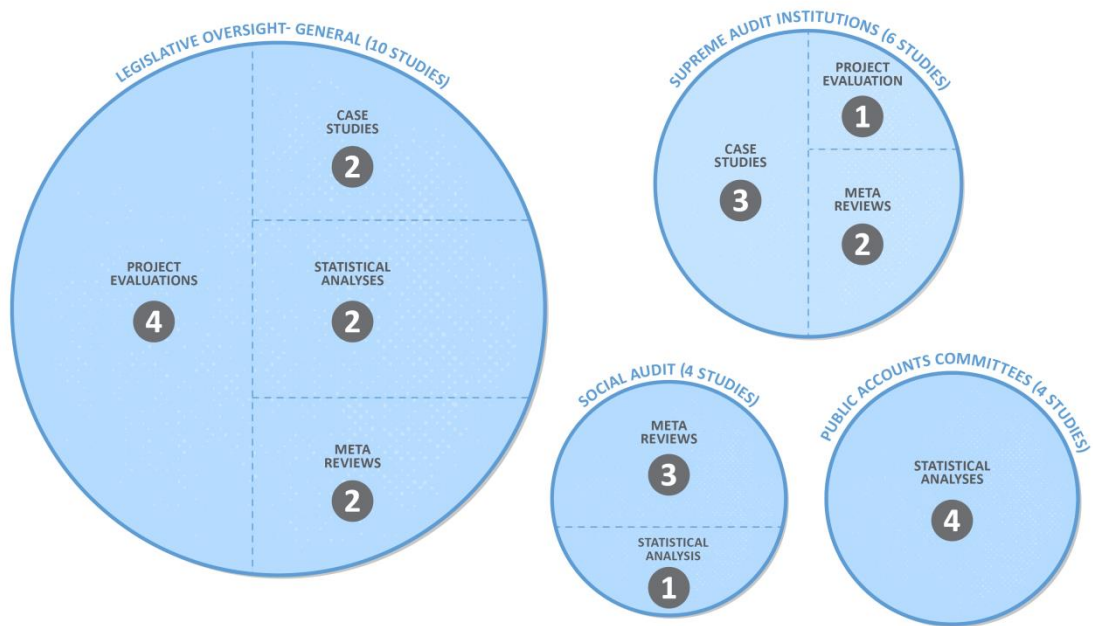 LEGISLATIVE OVERSIGHT- GENERAL (10 STUDIES)
CASE
STUDIES
2
PROJECT
EVALUATIONS
4
STATISTICAL
ANALYSES
2
META
REVIEWS
2
SUPREME AUDIT INSTITUTIONS (6 STUDIES)
PROJECT
EVALUATION
1
CASE
STUDIES
3
META
REVIEWS
2
SOCIAL AUDIT (4 STUDIES)
META
REVIEWS
3
STATISTICAL
ANALYSIS
1
PUBLIC ACCOUNTS COMMITTEES (4 STUDIES)
STATISTICAL
ANALYSES
4